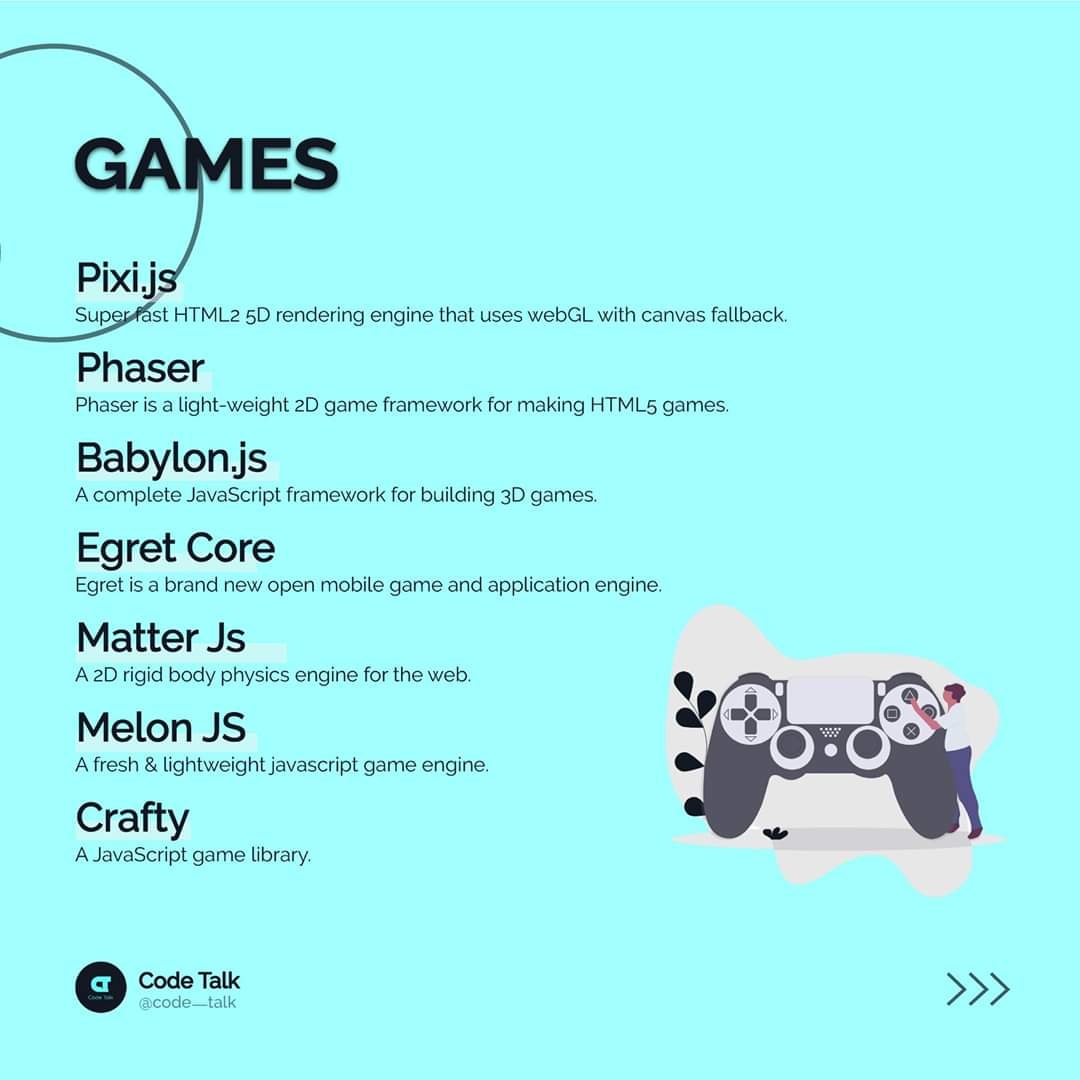 GAMES
Pixi.js
Super fast HTML2 5D rendering engine that uses webGL with canvas fallback.
Phaser
Phaser is a light-weight 2D game framework for making HTML5 games.
Babylon.js
A complete JavaScript framework for building 3D games.
Egret Core
Egret is a brand new open mobile game and application engine.
Matter Js
A 2D rigid body physics engine for the web.
Melon JS
A fresh & lightweight javascript game engine.
Crafty
A JavaScript game library.
CT
Code Talk
Code Talk
@code__talk